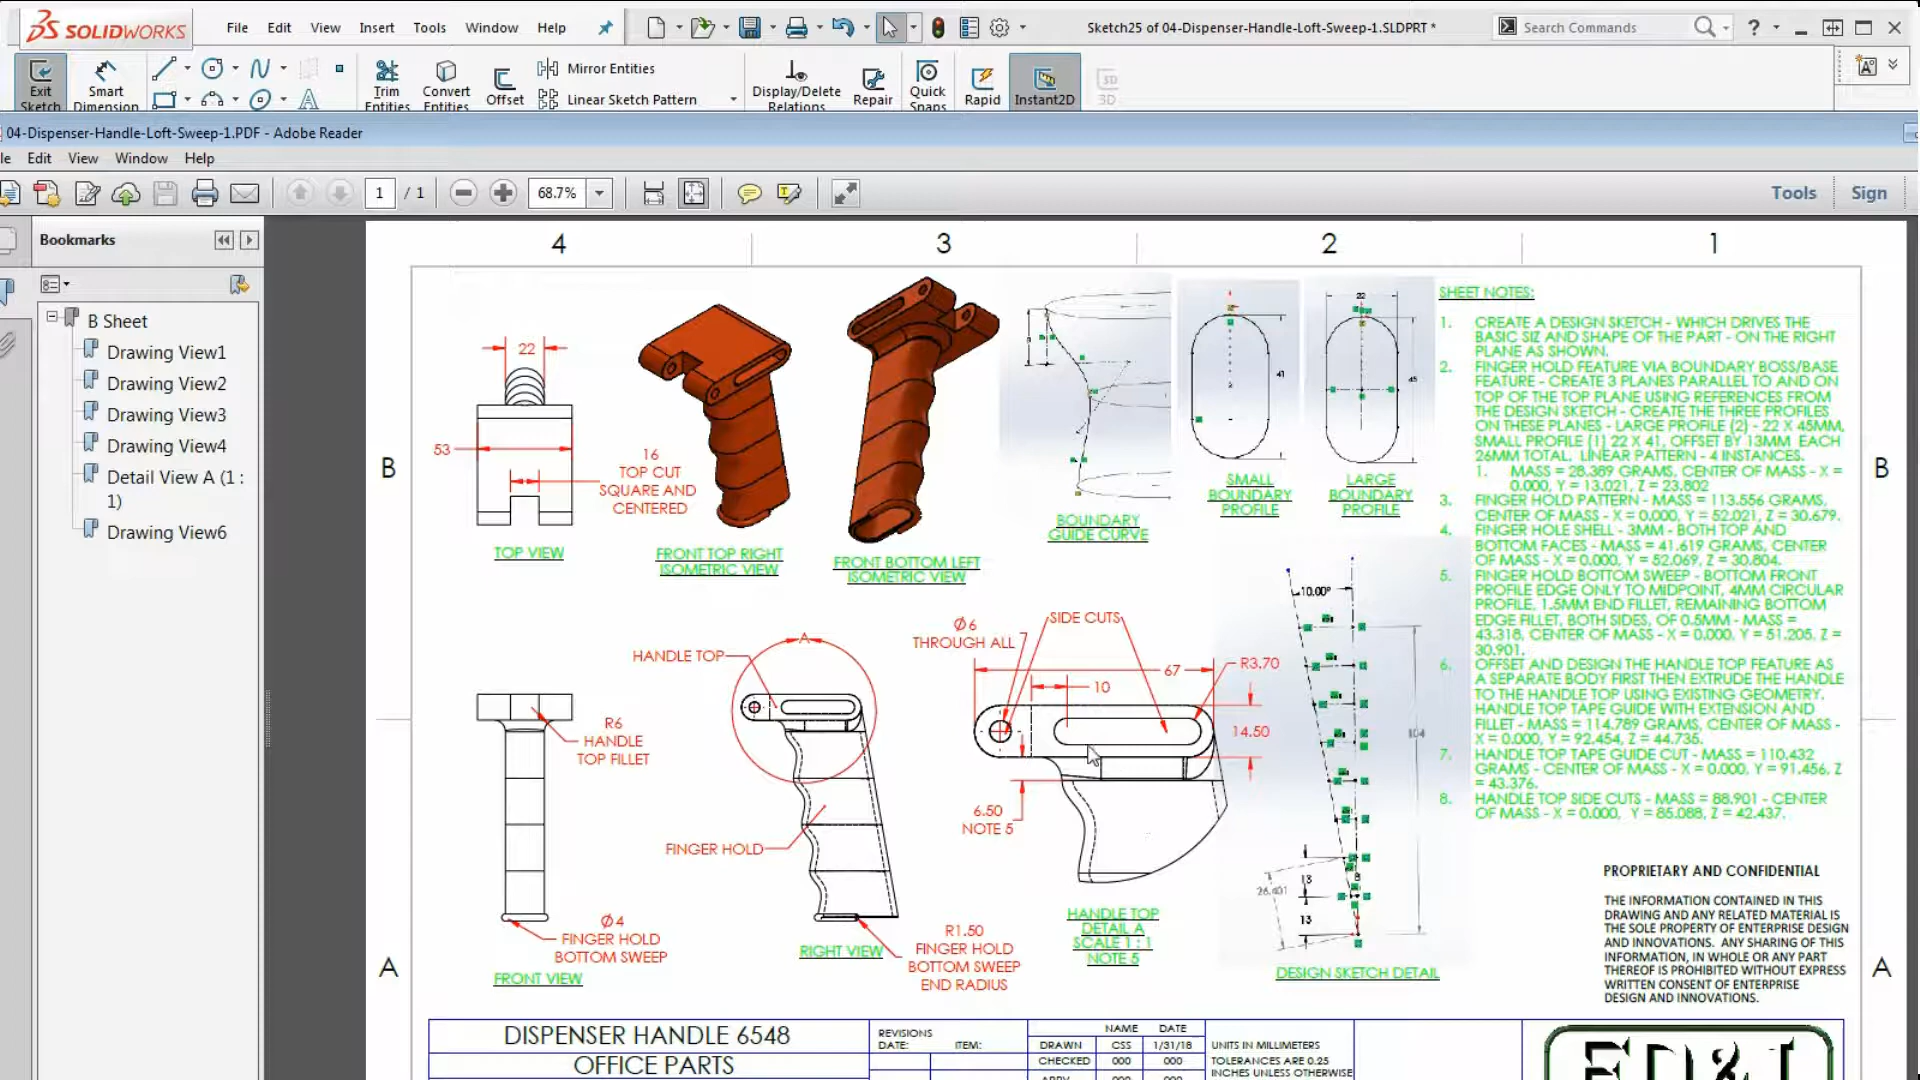 SOLIDWORKS
File Edit View Insert Tools Window Help
Sketch25 of 04-Dispenser-Handle-Loft-Sweep-1.SLDPRT *
Search Commands
Exit Sketch
Smart Dimension
Trim Entities
Convert Entities
Offset
Mirror Entities
Linear Sketch Pattern
Display/Delete Relations
Repair
Quick Snaps
Rapid
Instant2D
3D
04-Dispenser-Handle-Loft-Sweep-1.PDF - Adobe Reader
le Edit View Window Help
1 / 1
68.7%
Tools Sign
Bookmarks
B Sheet
Drawing View1
Drawing View2
Drawing View3
Drawing View4
Detail View A (1 :
1)
Drawing View6
4 3 2 1
B
B
A
A
22
53
16
TOP CUT
SQUARE AND
CENTERED
TOP VIEW
FRONT TOP RIGHT
ISOMETRIC VIEW
FRONT BOTTOM LEFT
ISOMETRIC VIEW
BOUNDARY
GUIDE CURVE
41
SMALL
BOUNDARY
PROFILE
22
45
LARGE
BOUNDARY
PROFILE
SHEET NOTES:
1. CREATE A DESIGN SKETCH - WHICH DRIVES THE
BASIC SIZ AND SHAPE OF THE PART - ON THE RIGHT
PLANE AS SHOWN.
2. FINGER HOLD FEATURE VIA BOUNDARY BOSS/BASE
FEATURE - CREATE 3 PLANES PARALLEL TO AND ON
TOP OF THE TOP PLANE USING REFERENCES FROM
THE DESIGN SKETCH - CREATE THE THREE PROFILES
ON THESE PLANES - LARGE PROFILE (2) - 22 X 45MM,
SMALL PROFILE (1) 22 X 41, OFFSET BY 13MM EACH
26MM TOTAL. LINEAR PATTERN - 4 INSTANCES.
1. MASS = 28.389 GRAMS, CENTER OF MASS - X =
0.000, Y = 13.021, Z = 23.802
3. FINGER HOLD PATTERN - MASS = 113.556 GRAMS,
CENTER OF MASS - X = 0.000, Y = 52.021, Z = 30.679.
4. FINGER HOLE SHELL - 3MM - BOTH TOP AND
BOTTOM FACES - MASS = 41.619 GRAMS, CENTER
OF MASS - X = 0.000, Y = 52.069, Z = 30.804.
5. FINGER HOLD BOTTOM SWEEP - BOTTOM FRONT
PROFILE EDGE ONLY TO MIDPOINT, 4MM CIRCULAR
PROFILE, 1.5MM END FILLET, REMAINING BOTTOM
EDGE FILLET, BOTH SIDES, OF 0.5MM - MASS =
43.318, CENTER OF MASS - X = 0.000, Y = 51.205, Z =
30.901.
6. OFFSET AND DESIGN THE HANDLE TOP FEATURE AS
A SEPARATE BODY FIRST THEN EXTRUDE THE HANDLE
TO THE HANDLE TOP USING EXISTING GEOMETRY.
HANDLE TOP TAPE GUIDE WITH EXTENSION AND
FILLET - MASS = 114.789 GRAMS, CENTER OF MASS -
X = 0.000, Y = 92.454, Z = 44.735.
7. HANDLE TOP TAPE GUIDE CUT - MASS = 110.432
GRAMS - CENTER OF MASS - X = 0.000, Y = 91.456, Z
= 43.376.
8. HANDLE TOP SIDE CUTS - MASS = 88.901 - CENTER
OF MASS - X = 0.000, Y = 85.088, Z = 42.437.
R6
HANDLE
TOP FILLET
Ø4
FINGER HOLD
BOTTOM SWEEP
FRONT VIEW
HANDLE TOP
A
FINGER HOLD
RIGHT VIEW
R1.50
FINGER HOLD
BOTTOM SWEEP
END RADIUS
Ø6
THROUGH ALL
SIDE CUTS
67
R3.70
10
14.50
6.50
NOTE 5
HANDLE TOP
DETAIL A
SCALE 1 : 1
NOTE 5
10.00°
104
13
13
26.401
DESIGN SKETCH DETAIL
PROPRIETARY AND CONFIDENTIAL
THE INFORMATION CONTAINED IN THIS
DRAWING AND ANY RELATED MATERIAL IS
THE SOLE PROPERTY OF ENTERPRISE DESIGN
AND INNOVATIONS. ANY SHARING OF THIS
INFORMATION, IN WHOLE OR ANY PART
THEREOF IS PROHIBITED WITHOUT EXPRESS
WRITTEN CONSENT OF ENTERPRISE
DESIGN AND INNOVATIONS.
DISPENSER HANDLE 6548
OFFICE PARTS
REVISIONS
DATE: ITEM:
NAME DATE
DRAWN CSS 1/31/18
CHECKED 000 000
UNITS IN MILLIMETERS
TOLERANCES ARE 0.25
INCHES UNLESS OTHERWISE